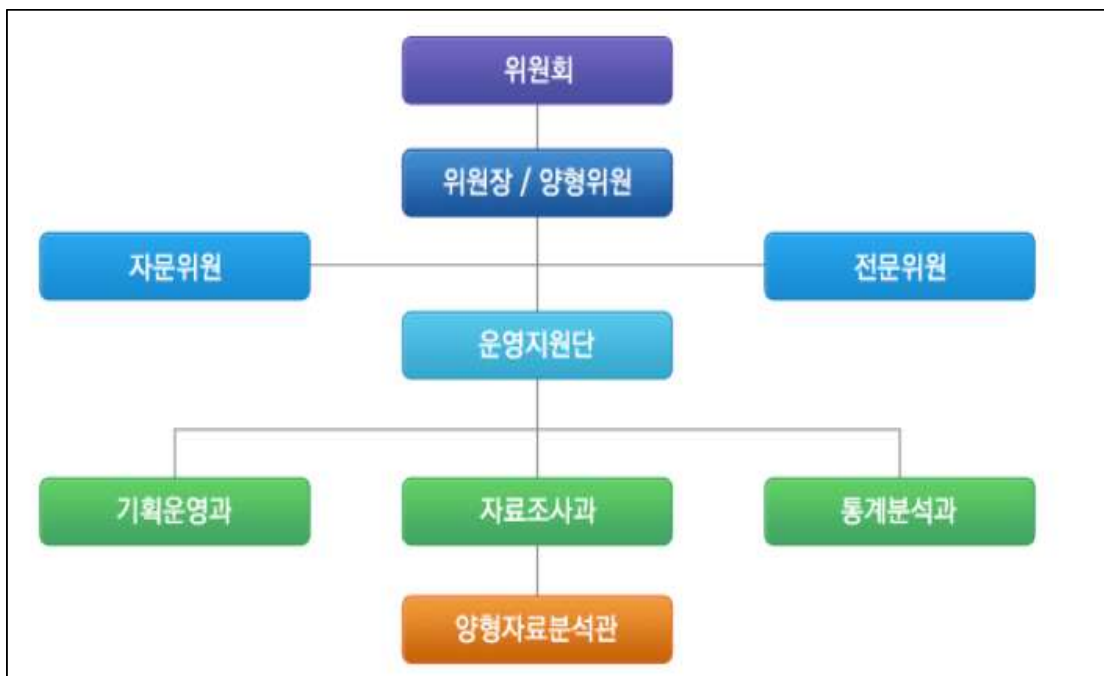 위원회
위원장 / 양형위원
자문위원
전문위원
운영지원단
기획운영과
자료조사과
통계분석과
양형자료분석관